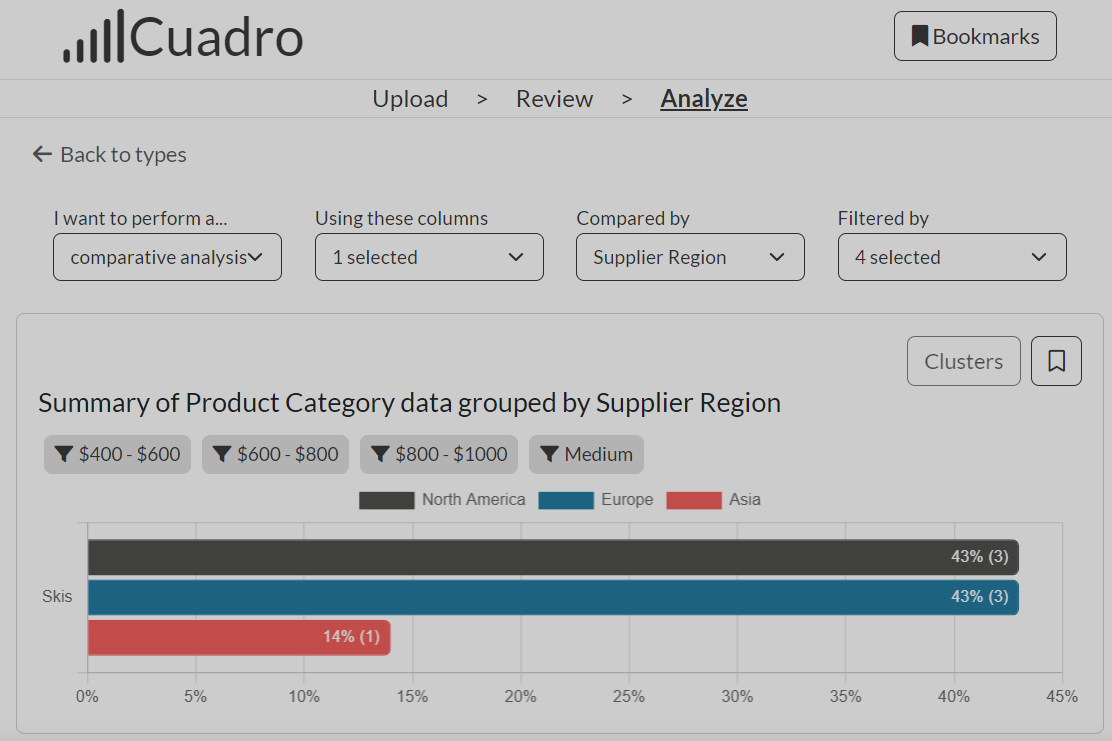 Cuadro
Bookmarks
Upload > Review > Analyze
Back to types
I want to perform a... Using these columns Compared by Filtered by
comparative analysis 1 selected Supplier Region 4 selected
Clusters
Summary of Product Category data grouped by Supplier Region
$400 - $600 $600 - $800 $800 - $1000 Medium
North America Europe Asia
43% (3)
Skis 43% (3)
14% (1)
0% 5% 10% 15% 20% 25% 30% 35% 40% 45%